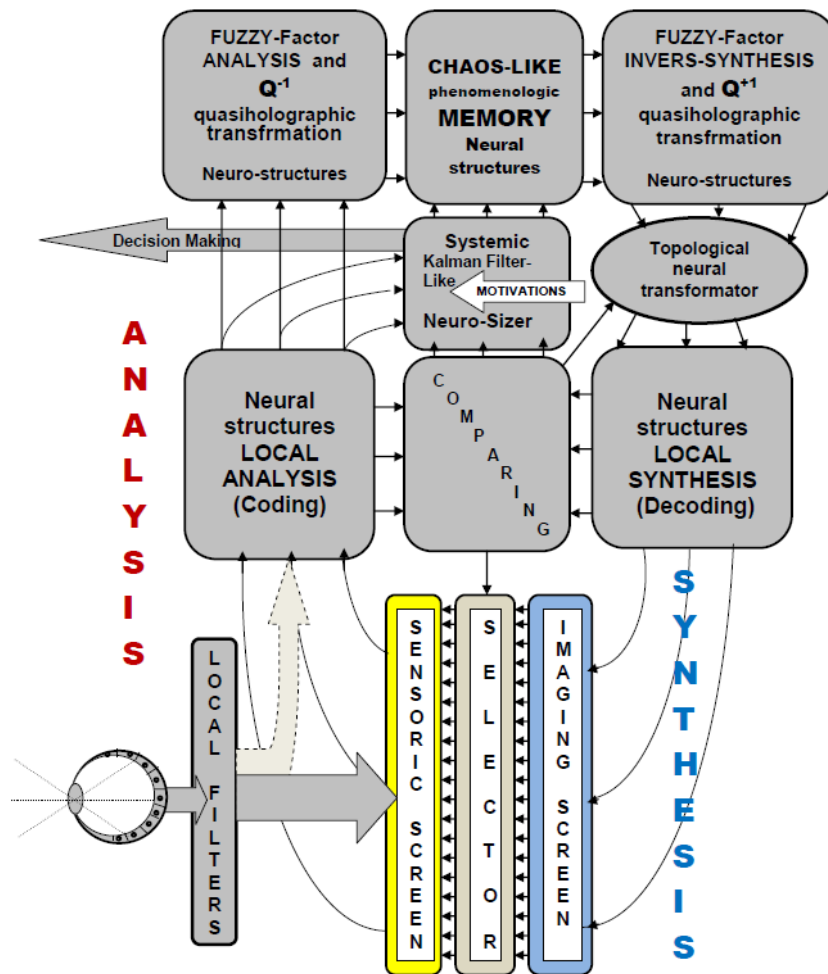 FUZZY-Factor
ANALYSIS and
Q-1
quasiholographic
transfrmation
Neuro-structures
CHAOS-LIKE
phenomenologic
MEMORY
Neural
structures
FUZZY-Factor
INVERS-SYNTHESIS
and Q+1
quasiholographic
transfrmation
Neuro-structures
Decision Making
Systemic
Kalman Filter-
Like
MOTIVATIONS
Neuro-Sizer
Topological
neural
transformator
ANALYSIS
Neural
structures
LOCAL
ANALYSIS
(Coding)
COMPARING
Neural
structures
LOCAL
SYNTHESIS
(Decoding)
SYNTHESIS
LOCAL FILTERS
SENSORIC SCREEN
SELECTOR
IMAGING SCREEN